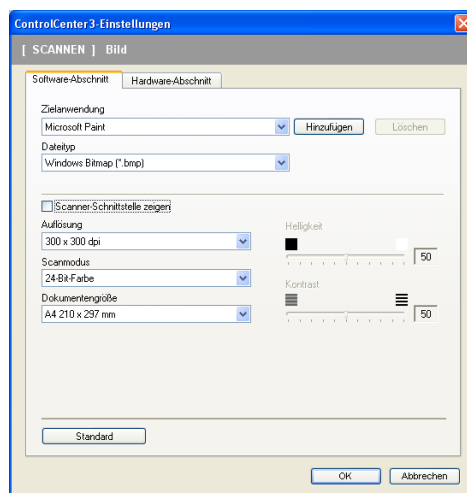 ControlCenter3-Einstellungen
[ SCANNEN ] Bild
Software-Abschnitt Hardware-Abschnitt
Zielanwendung
Microsoft Paint Hinzufügen Löschen
Dateityp
Windows Bitmap (*.bmp)
Scanner-Schnittstelle zeigen
Auflösung Helligkeit
300 x 300 dpi
50
Scanmodus
24-Bit-Farbe
Kontrast
Dokumentengröße
A4 210 x 297 mm 50
Standard
OK Abbrechen